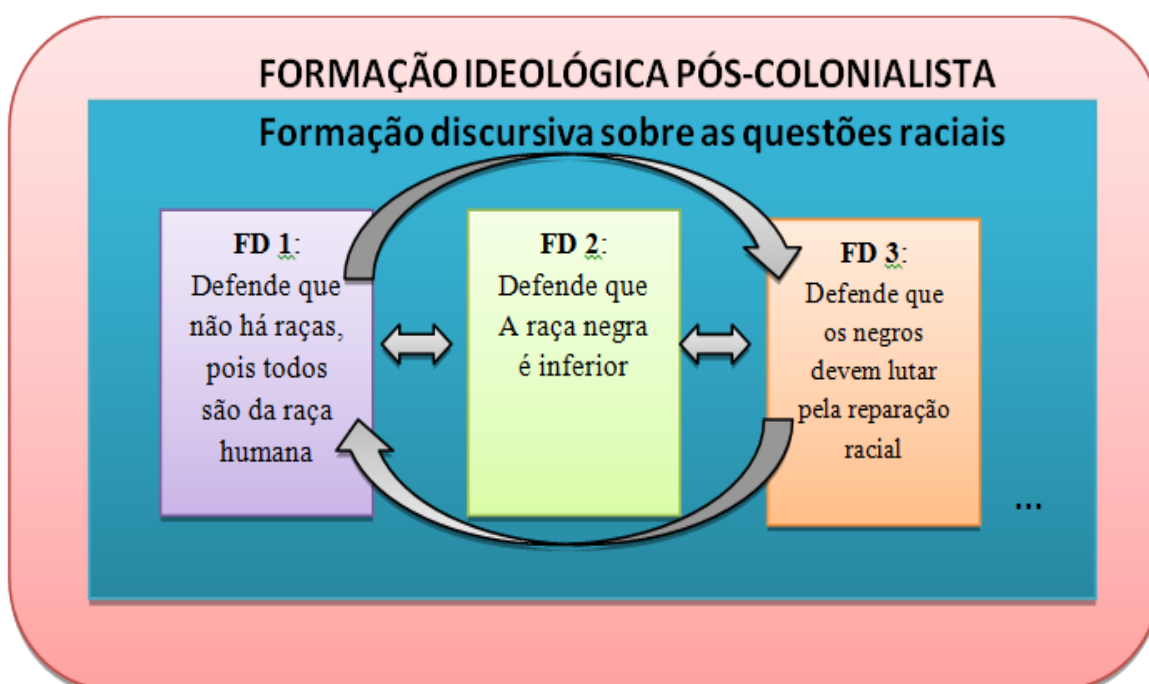 FORMAÇÃO IDEOLÓGICA PÓS-COLONIALISTA
Formação discursiva sobre as questões raciais
FD 1:
Defende que
não há raças,
pois todos
são da raça
humana
FD 2:
Defende que
A raça negra
é inferior
FD 3:
Defende que
os negros
devem lutar
pela reparação
racial
...